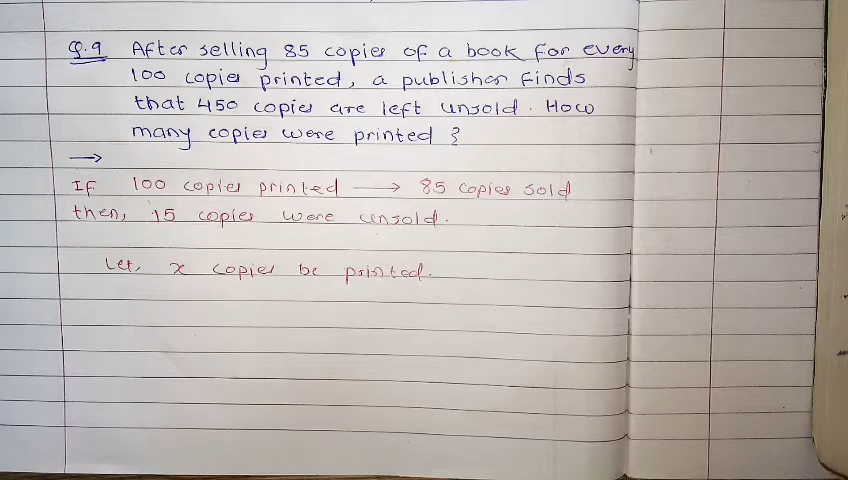 Q.9 After selling 85 copies of a book for every
100 copies printed, a publisher finds
that 450 copies are left unsold. How
many copies were printed ?
→
If 100 copies printed → 85 copies sold
then, 15 copies were unsold.
Let, x copies be printed.